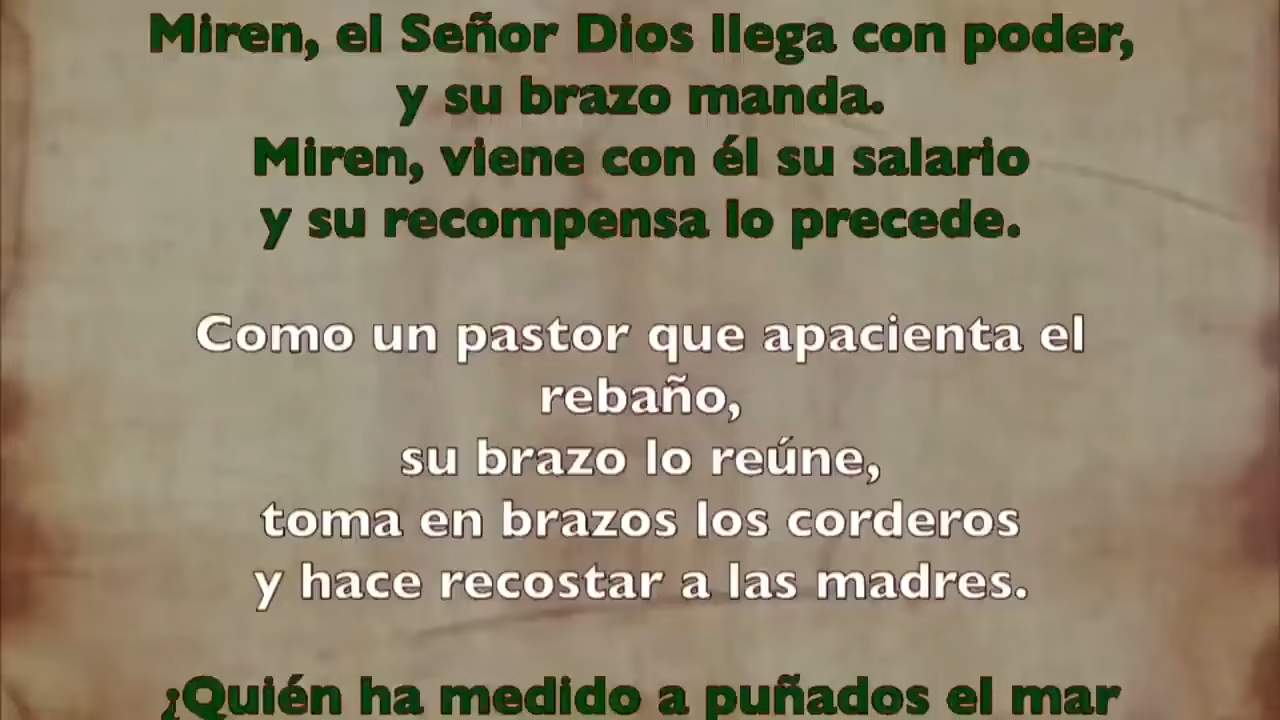 Miren, el Señor Dios llega con poder,
y su brazo manda.
Miren, viene con él su salario
y su recompensa lo precede.
Como un pastor que apacienta el
rebaño,
su brazo lo reúne,
toma en brazos los corderos
y hace recostar a las madres.
¿Quién ha medido a puñados el mar